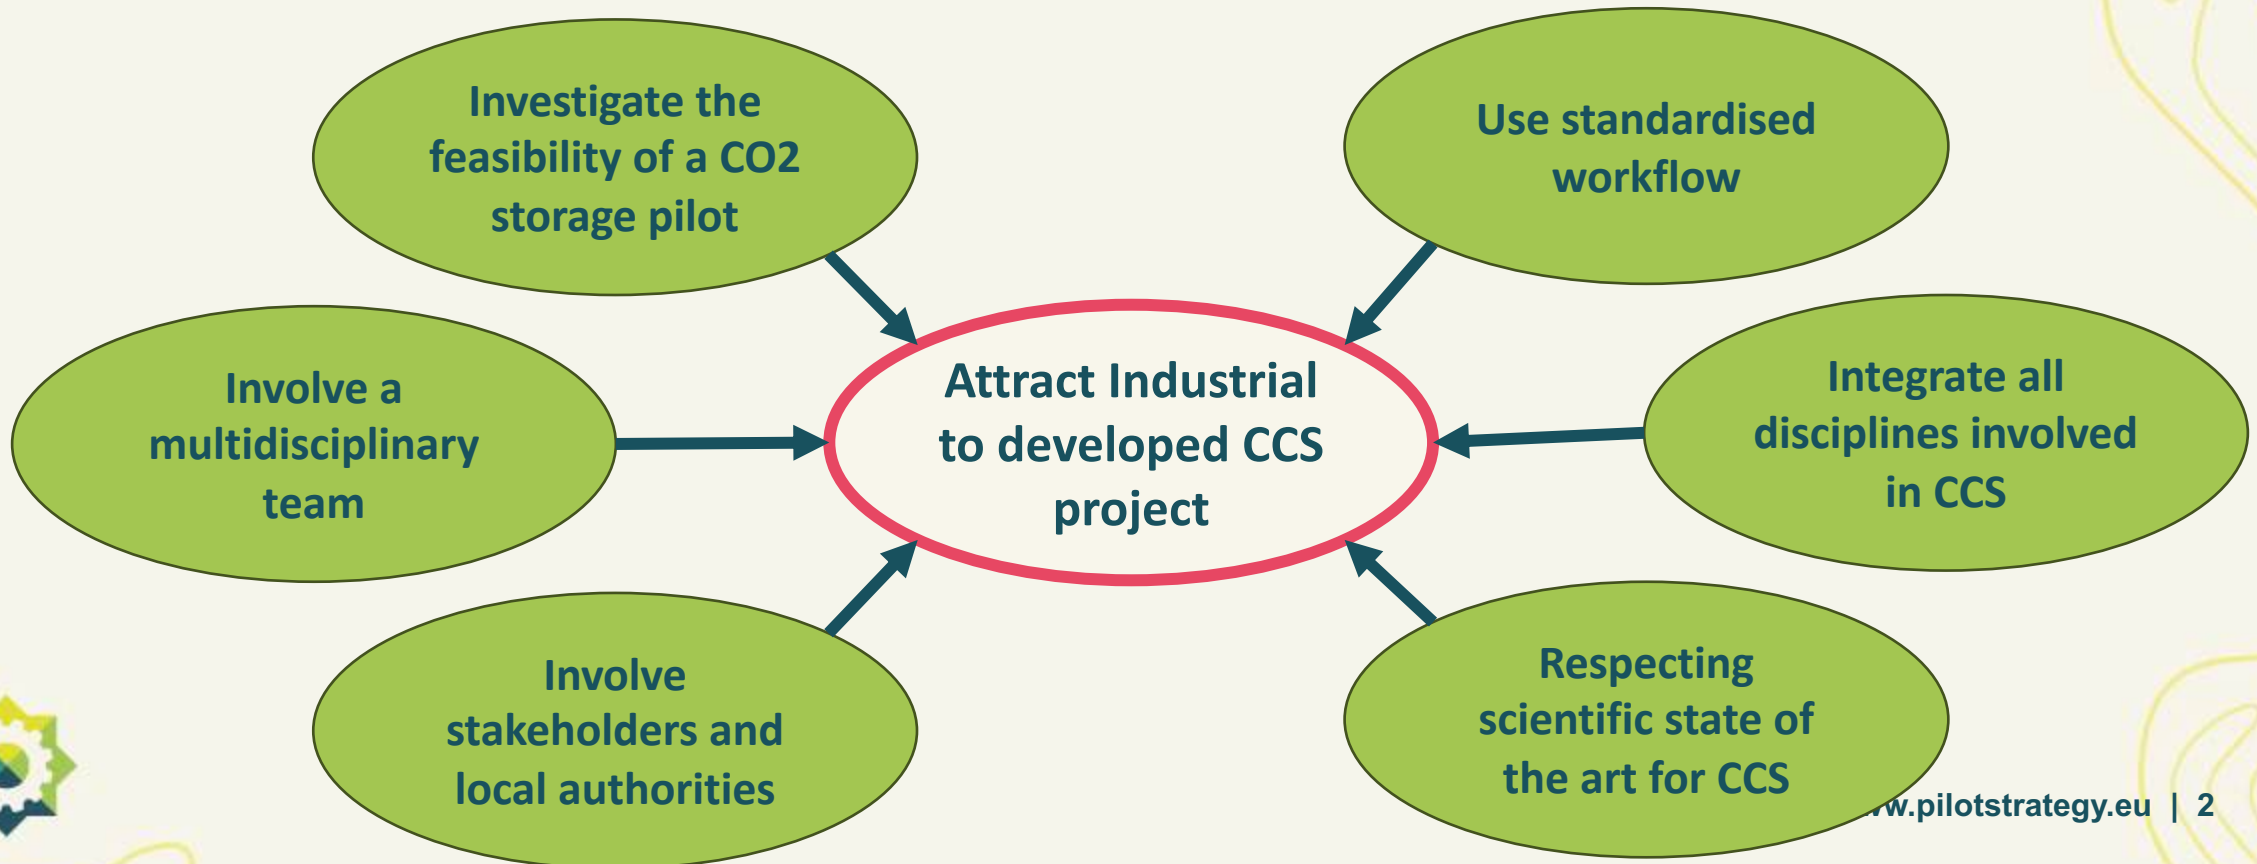 Investigate the
feasibility of a CO2
storage pilot
Use standardised
workflow
Involve a
multidisciplinary
team
Attract Industrial
to developed CCS
project
Integrate all
disciplines involved
in CCS
Involve
stakeholders and
local authorities
Respecting
scientific state of
the art for CCS
w.pilotstrategy.eu | 2